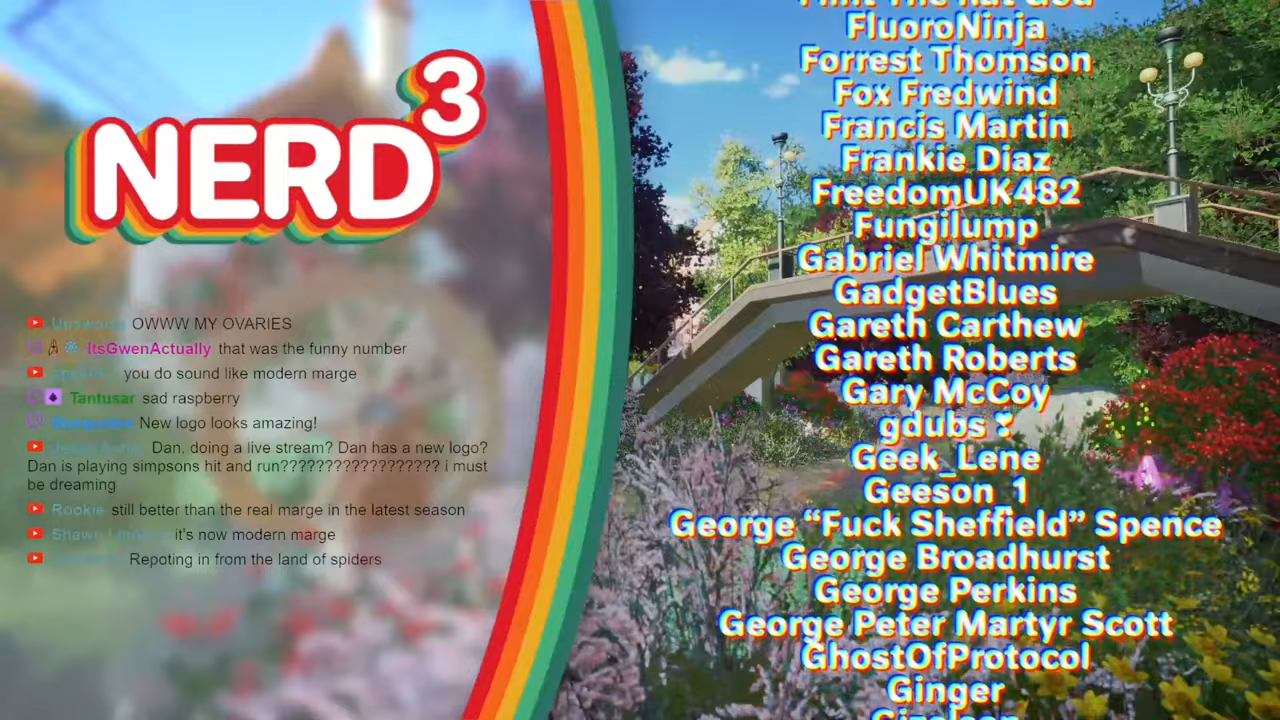 NERD³
OWWW MY OVARIES
ItsGwenActually that was the funny number
you do sound like modern marge
Tantusar sad raspberry
New logo looks amazing!
Dan, doing a live stream? Dan has a new logo?
Dan is playing simpsons hit and run?????????????????? i must
be dreaming
Rookie still better than the real marge in the latest season
Shawn it's now modern marge
Repoting in from the land of spiders
FluoroNinja
Forrest Thomson
Fox Fredwind
Francis Martin
Frankie Diaz
FreedomUK482
Fungilump
Gabriel Whitmire
GadgetBlues
Gareth Carthew
Gareth Roberts
Gary McCoy
gdubs ❣
Geek_Lene
Geeson_1
George “Fuck Sheffield” Spence
George Broadhurst
George Perkins
George Peter Martyr Scott
GhostOfProtocol
Ginger